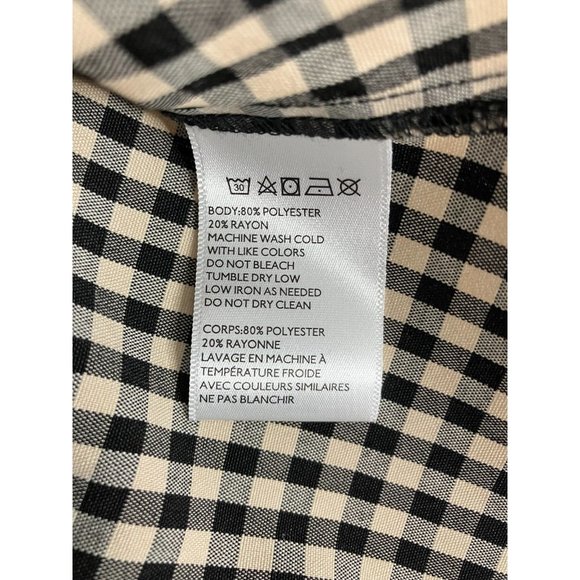 30
BODY:80% POLYESTER
20% RAYON
MACHINE WASH COLD
WITH LIKE COLORS
DO NOT BLEACH
TUMBLE DRY LOW
LOW IRON AS NEEDED
DO NOT DRY CLEAN
CORPS:80% POLYESTER
20% RAYONNE
LAVAGE EN MACHINE À
TEMPÉRATURE FROIDE
AVEC COULEURS SIMILAIRES
NE PAS BLANCHIR